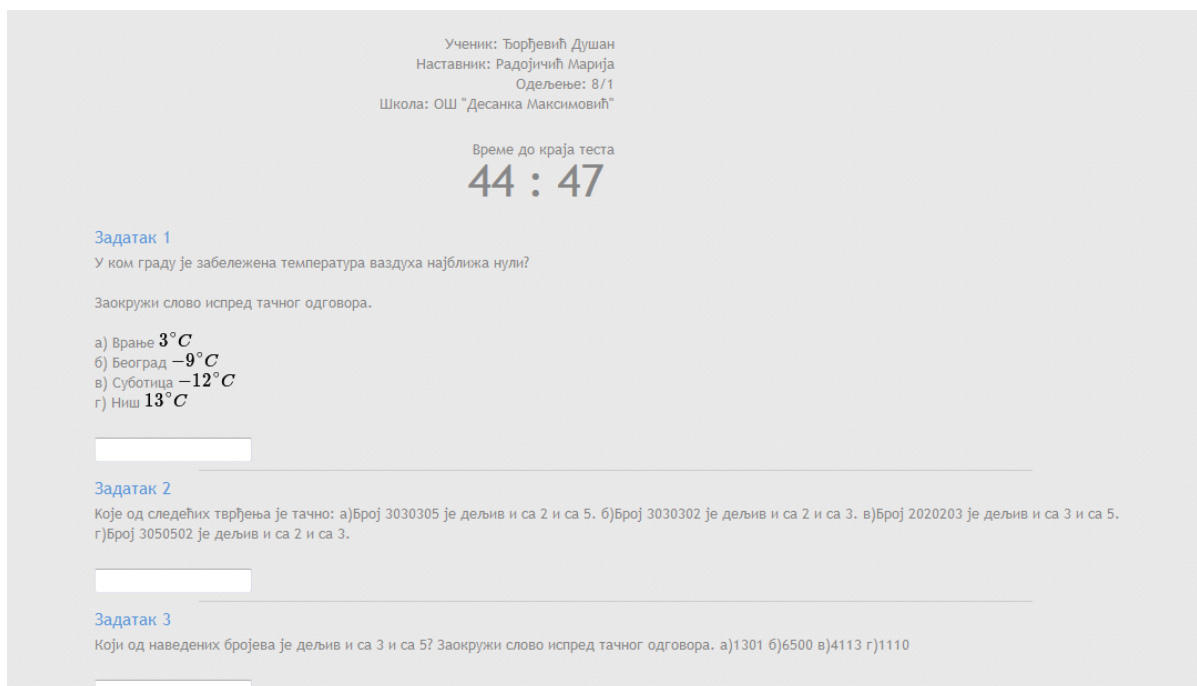 Ученик: Ђорђевић Душан
Наставник: Радојичић Марија
Одељење: 8/1
Школа: ОШ "Десанка Максимовић"
Време до краја теста
44 : 47
Задатак 1
У ком граду је забележена температура ваздуха најближа нули?
Заокружи слово испред тачног одговора.
а) Врање 3°C
б) Београд −9°C
в) Суботица −12°C
г) Ниш 13°C
Задатак 2
Које од следећих тврђења је тачно: а)Број 3030305 је дељив и са 2 и са 5. б)Број 3030302 је дељив и са 2 и са 3. в)Број 2020203 је дељив и са 3 и са 5.
г)Број 3050502 је дељив и са 2 и са 3.
Задатак 3
Који од наведених бројева је дељив и са 3 и са 5? Заокружи слово испред тачног одговора. а)1301 б)6500 в)4113 г)1110